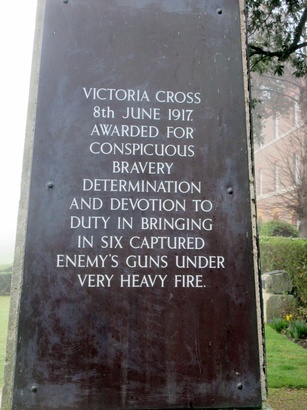 VICTORIA CROSS
8th JUNE 1917.
AWARDED FOR
CONSPICUOUS
BRAVERY
DETERMINATION
AND DEVOTION TO
DUTY IN BRINGING
IN SIX CAPTURED
ENEMY'S GUNS UNDER
VERY HEAVY FIRE.